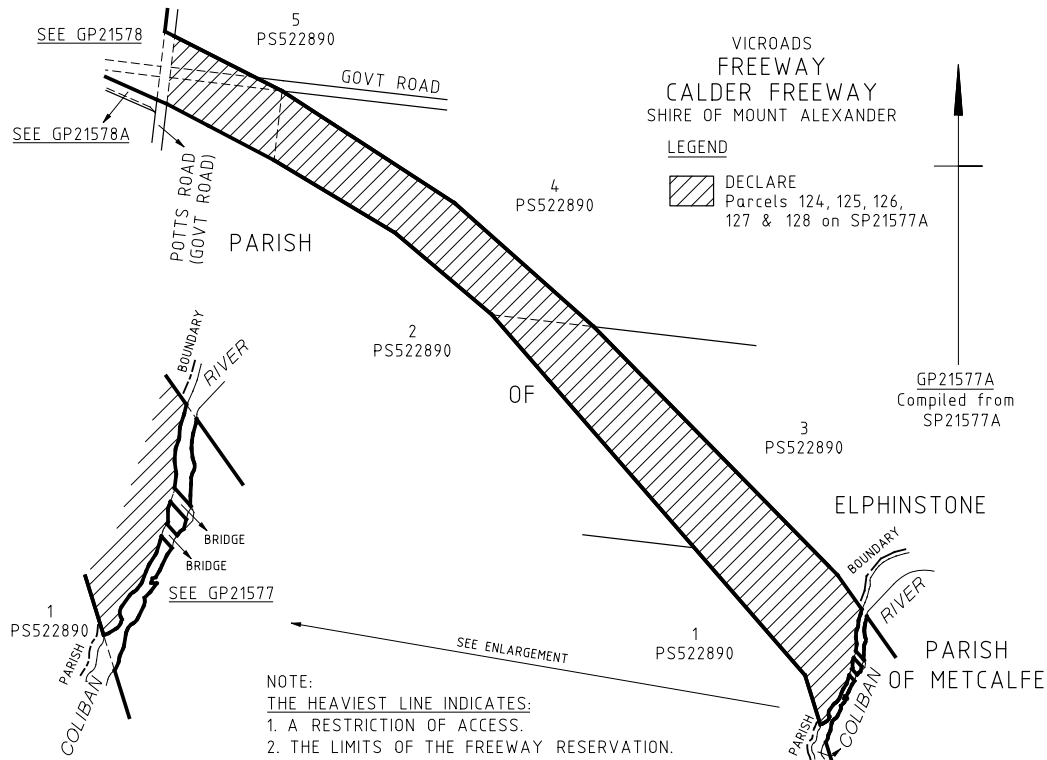 SEE GP21578
5
PS522890
GOVT ROAD
SEE GP21578A
POTTS ROAD
(GOVT ROAD)
VICROADS
FREEWAY
CALDER FREEWAY
SHIRE OF MOUNT ALEXANDER
LEGEND
DECLARE
Parcels 124, 125, 126,
127 & 128 on SP21577A
4
PS522890
PARISH
2
PS522890
OF
GP21577A
Compiled from
SP21577A
3
PS522890
ELPHINSTONE
BOUNDARY
RIVER
BRIDGE
BRIDGE
SEE GP21577
1
PS522890
PARISH
COLIBAN
SEE ENLARGEMENT
1
PS522890
BOUNDARY
RIVER
PARISH
OF METCALFE
PARISH
COLIBAN
NOTE:
THE HEAVIEST LINE INDICATES:
1. A RESTRICTION OF ACCESS.
2. THE LIMITS OF THE FREEWAY RESERVATION.